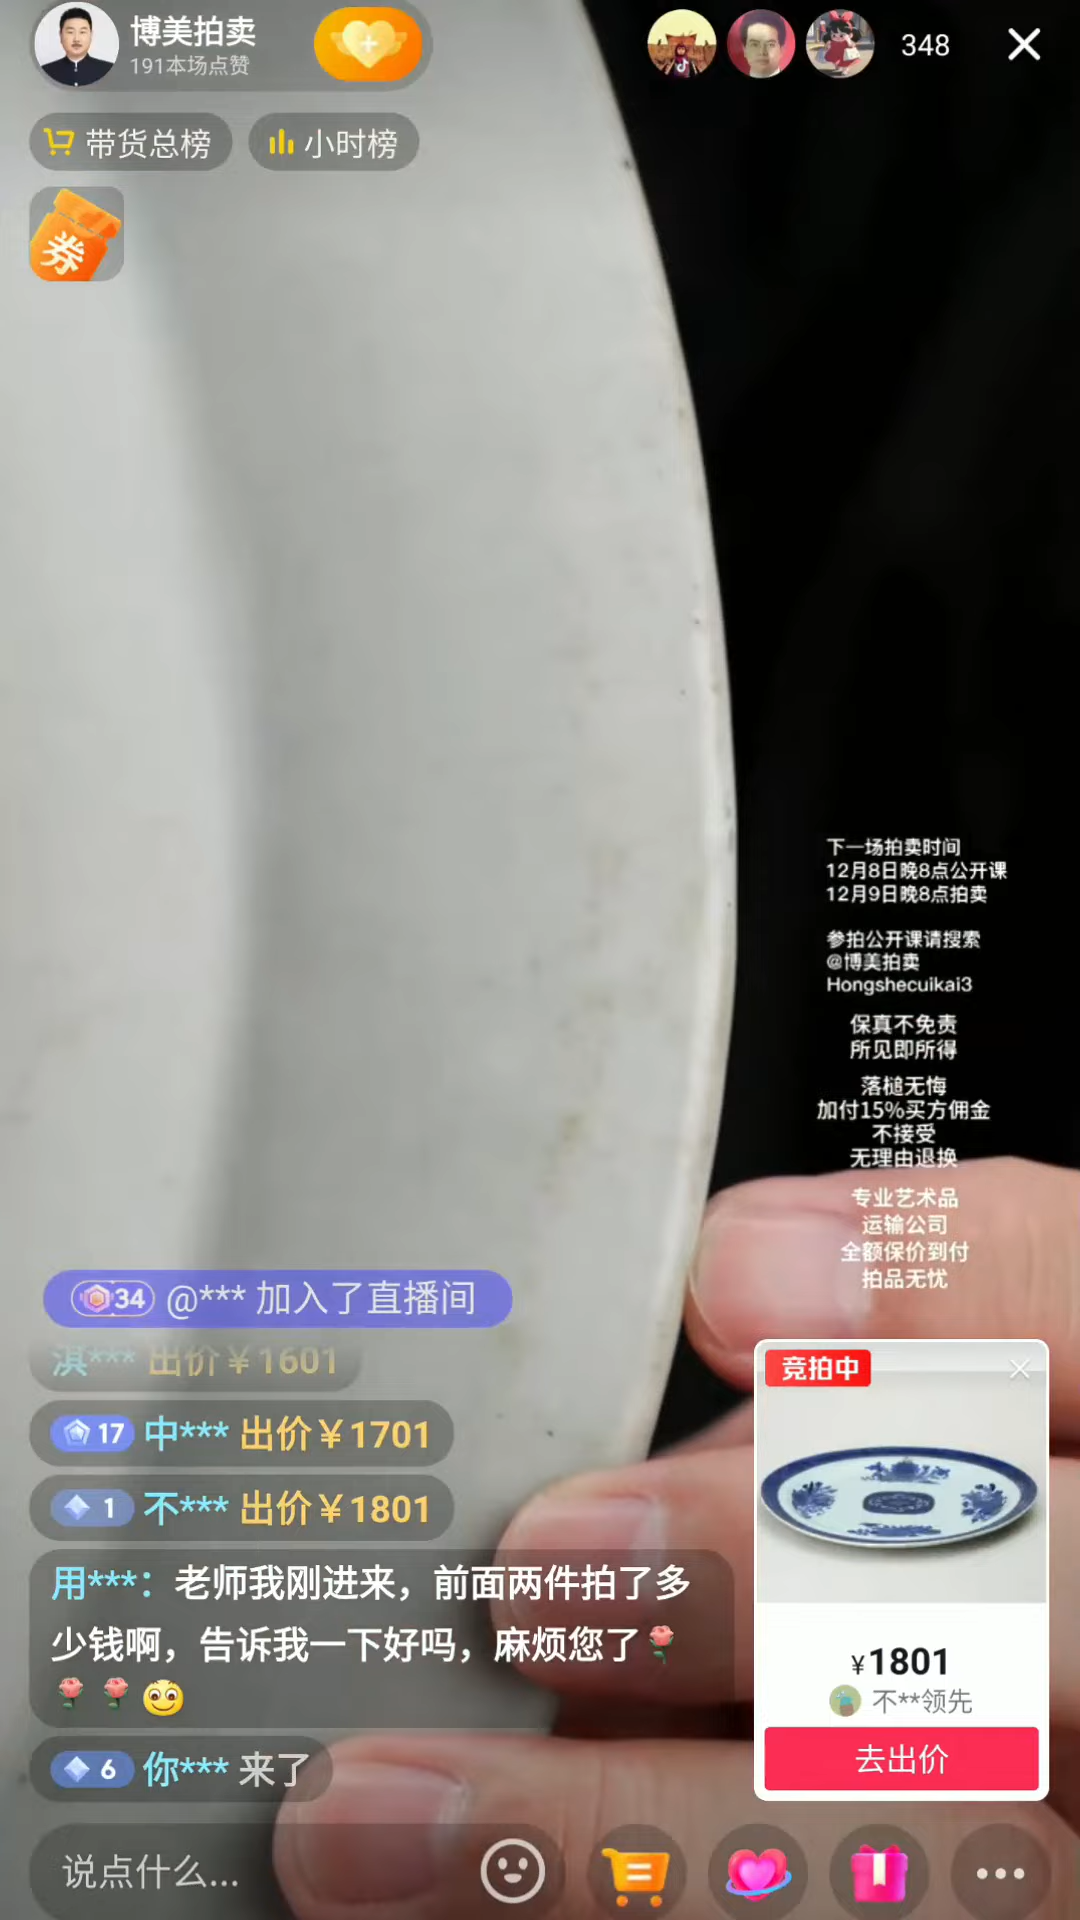 博美拍卖
191本场点赞
348
带货总榜
小时榜
券
下一场拍卖时间
12月8日晚8点公开课
12月9日晚8点拍卖
参拍公开课请搜索
@博美拍卖
Hongshecuikai3
保真不免责
所见即所得
落槌无悔
加付15%买方佣金
不接受
无理由退换
专业艺术品
运输公司
全额保价到付
拍品无忧
34 @*** 加入了直播间
淇*** 出价￥1601
17 中*** 出价￥1701
1 不*** 出价￥1801
用***：老师我刚进来，前面两件拍了多
少钱啊，告诉我一下好吗，麻烦您了
6 你*** 来了
竞拍中
￥1801
不**领先
去出价
说点什么...